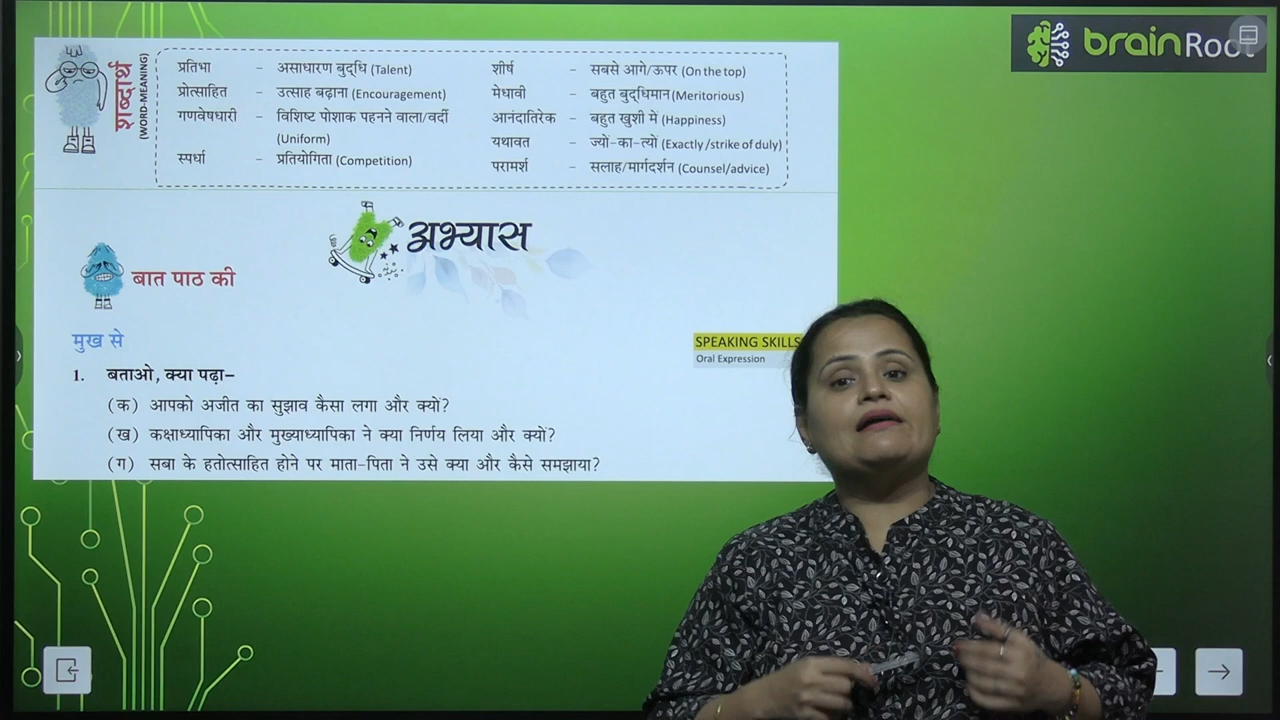 brainRoot
शब्दार्थ
(WORD-MEANING)
प्रतिभा – असाधारण बुद्धि (Talent)
प्रोत्साहित – उत्साह बढ़ाना (Encouragement)
गणवेषधारी – विशिष्ट पोशाक पहनने वाला/वर्दी
(Uniform)
स्पर्धा – प्रतियोगिता (Competition)
शीर्ष – सबसे आगे/ऊपर (On the top)
मेधावी – बहुत बुद्धिमान (Meritorious)
आनंदातिरेक – बहुत खुशी में (Happiness)
यथावत – ज्यों-का-त्यों (Exactly/strike of duly)
परामर्श – सलाह/मार्गदर्शन (Counsel/advice)
अभ्यास
बात पाठ की
मुख से
SPEAKING SKILLS
Oral Expression
1. बताओ, क्या पढ़ा–
(क) आपको अजीत का सुझाव कैसा लगा और क्यों?
(ख) कक्षाध्यापिका और मुख्याध्यापिका ने क्या निर्णय लिया और क्यों?
(ग) सबा के हतोत्साहित होने पर माता-पिता ने उसे क्या और कैसे समझाया?